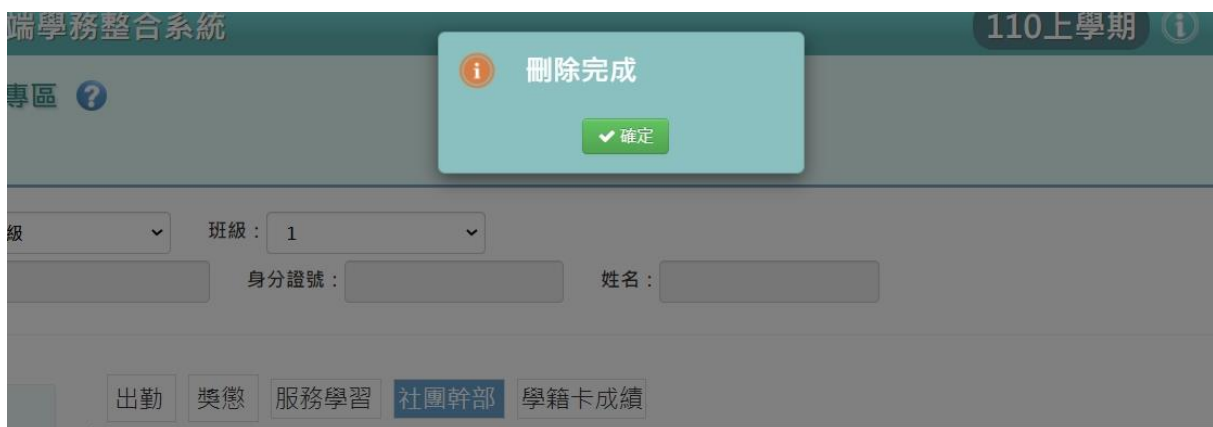 端學務整合系統
110上學期
刪除完成
專區
確定
級
班級：
1
身分證號：
姓名：
出勤
獎懲
服務學習
社團幹部
學籍卡成績